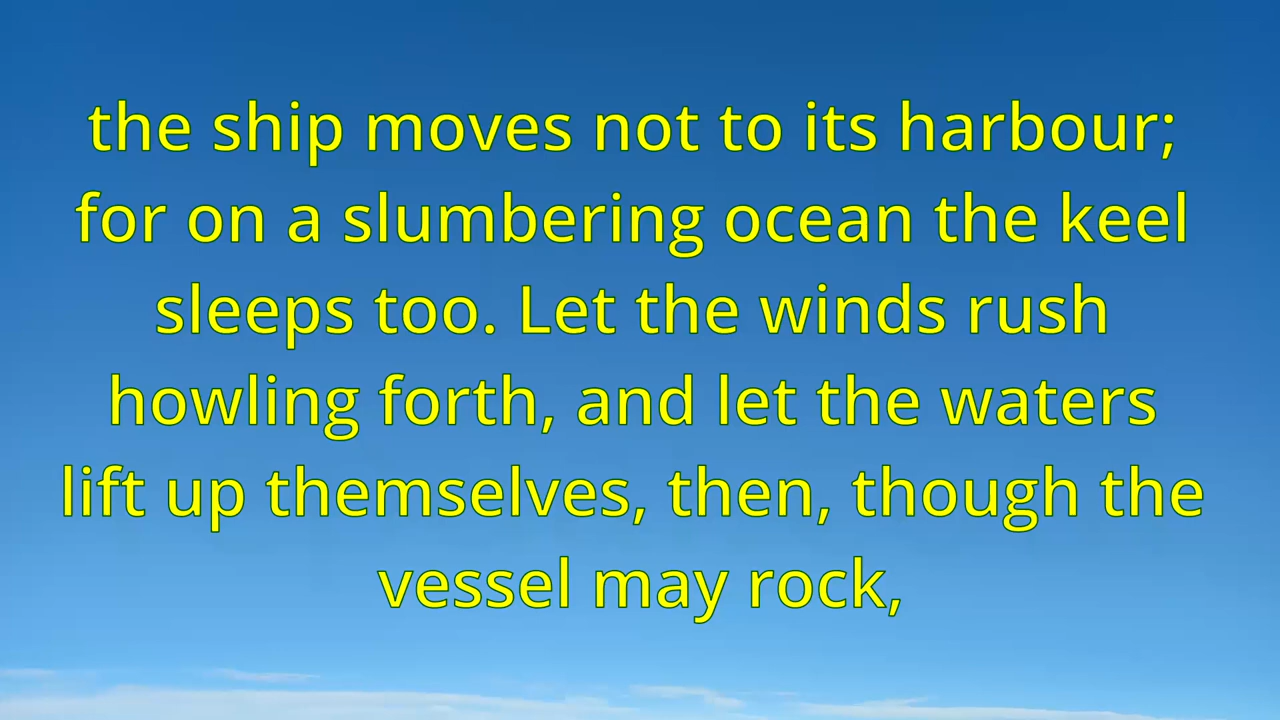 the ship moves not to its harbour;
for on a slumbering ocean the keel
sleeps too. Let the winds rush
howling forth, and let the waters
lift up themselves, then, though the
vessel may rock,